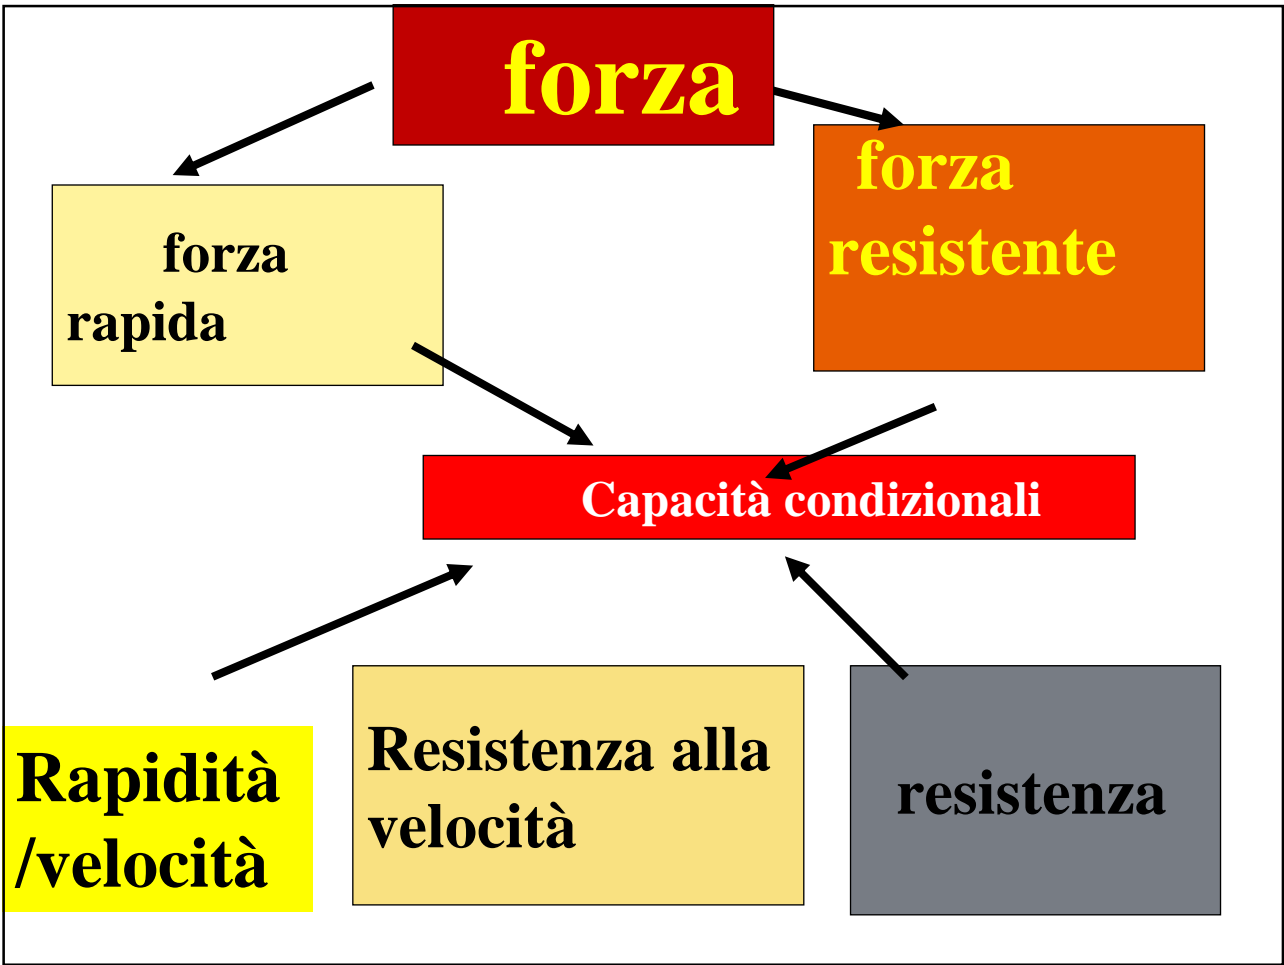 forza
forza
resistente
forza
rapida
Capacità condizionali
Rapidità
/velocità
Resistenza alla
velocità
resistenza